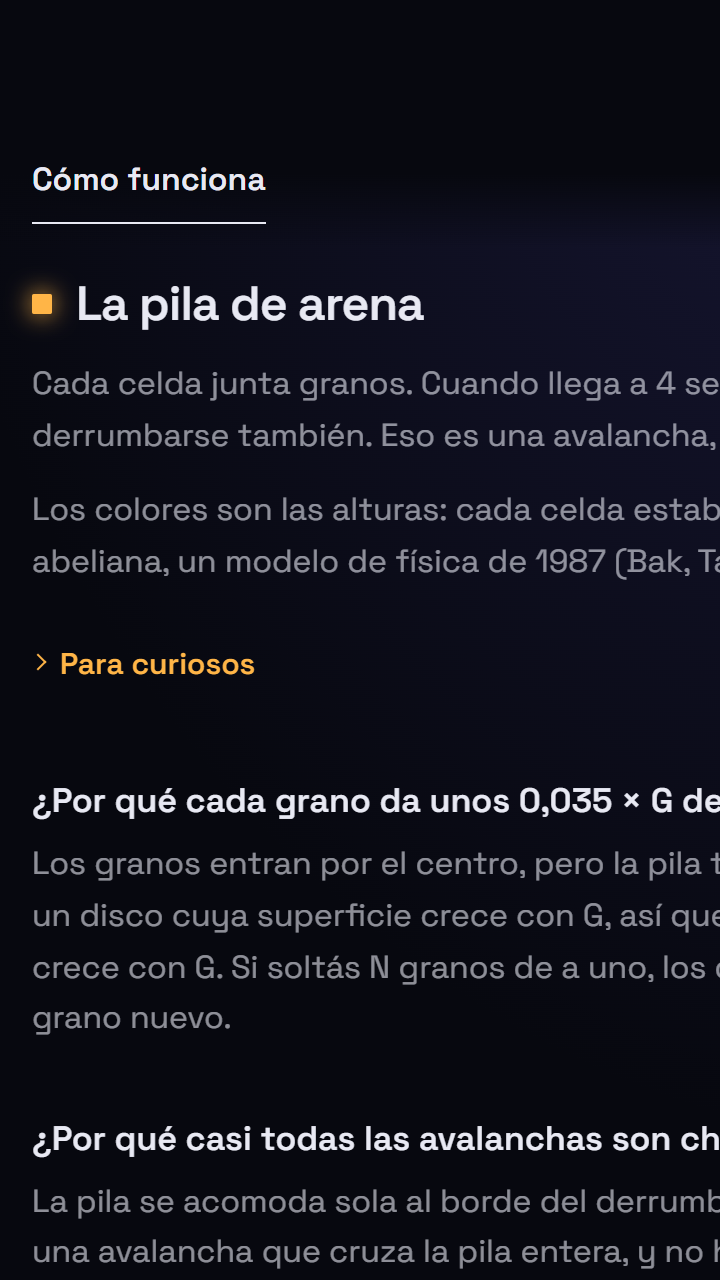 Cómo funciona
La pila de arena
Cada celda junta granos. Cuando llega a 4 se
derrumbarse también. Eso es una avalancha,
Los colores son las alturas: cada celda estab
abeliana, un modelo de física de 1987 (Bak, Ta
Para curiosos
¿Por qué cada grano da unos 0,035 × G de
Los granos entran por el centro, pero la pila t
un disco cuya superficie crece con G, así que
crece con G. Si soltás N granos de a uno, los
grano nuevo.
¿Por qué casi todas las avalanchas son ch
La pila se acomoda sola al borde del derrumb
una avalancha que cruza la pila entera, y no h